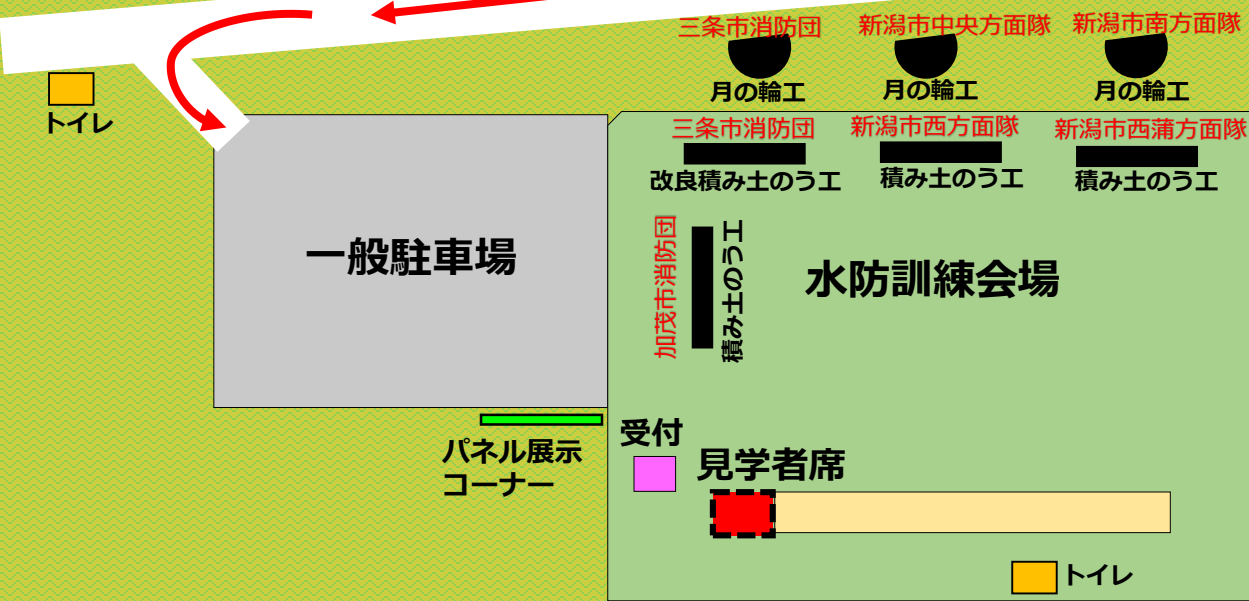 三条市消防団
新潟市中央方面隊
新潟市南方面隊
月の輪工
月の輪工
月の輪工
トイレ
三条市消防団
新潟市西方面隊
新潟市西蒲方面隊
改良積み土のう工
積み土のう工
積み土のう工
一般駐車場
加茂市消防団
積み土のう工
水防訓練会場
パネル展示
コーナー
受付
見学者席
トイレ